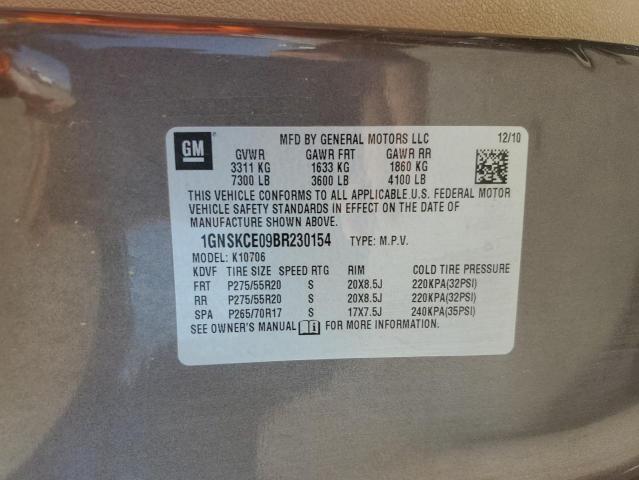 GM
MFD BY GENERAL MOTORS LLC 12/10
GVWR GAWR FRT GAWR RR
3311 KG 1633 KG 1860 KG
7300 LB 3600 LB 4100 LB
THIS VEHICLE CONFORMS TO ALL APPLICABLE U.S. FEDERAL MOTOR
VEHICLE SAFETY STANDARDS IN EFFECT ON THE DATE OF
MANUFACTURE SHOWN ABOVE.
1GNSKCE09BR230154 TYPE: M.P.V.
MODEL: K10706
KDVF TIRE SIZE SPEED RTG RIM COLD TIRE PRESSURE
FRT P275/55R20 S 20X8.5J 220KPA(32PSI)
RR P275/55R20 S 20X8.5J 220KPA(32PSI)
SPA P265/70R17 S 17X7.5J 240KPA(35PSI)
SEE OWNER'S MANUAL FOR MORE INFORMATION.